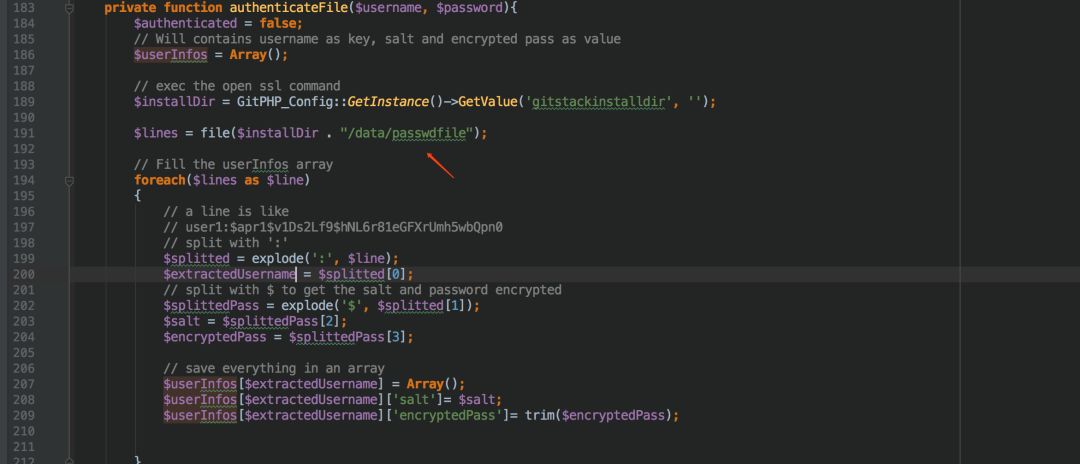 183 private function authenticateFile($username, $password){
184 $authenticated = false;
185 // Will contains username as key, salt and encrypted pass as value
186 $userInfos = Array();
187
188 // exec the open ssl command
189 $installDir = GitPHP_Config::GetInstance()->GetValue('gitstackinstalldir', '');
190
191 $lines = file($installDir . "/data/passwdfile");
192
193 // Fill the userInfos array
194 foreach($lines as $line)
195 {
196 // a line is like
197 // user1:$apr1$v1Ds2Lf9$hNL6r81eGFXrUmh5wbQpn0
198 // split with ':'
199 $splitted = explode(':', $line);
200 $extractedUsername = $splitted[0];
201 // split with $ to get the salt and password encrypted
202 $splittedPass = explode('$', $splitted[1]);
203 $salt = $splittedPass[2];
204 $encryptedPass = $splittedPass[3];
205
206 // save everything in an array
207 $userInfos[$extractedUsername] = Array();
208 $userInfos[$extractedUsername]['salt']= $salt;
209 $userInfos[$extractedUsername]['encryptedPass']= trim($encryptedPass);
210
211
212 }